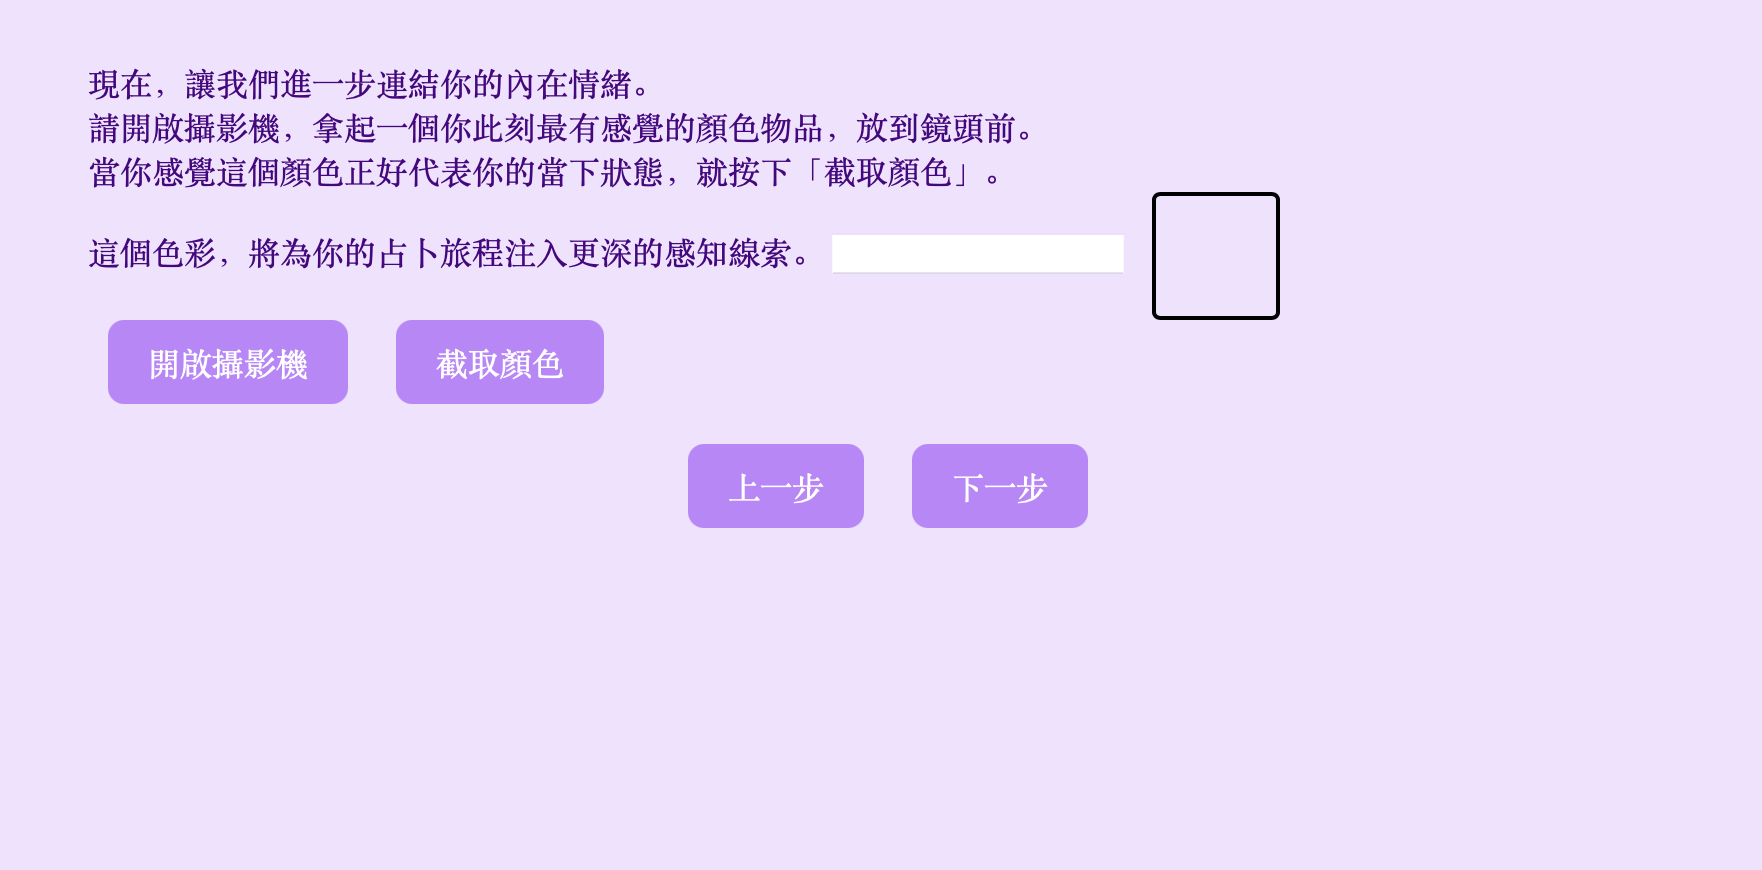 現在，讓我們進一步連結你的內在情緒。
請開啟攝影機，拿起一個你此刻最有感覺的顏色物品，放到鏡頭前。
當你感覺這個顏色正好代表你的當下狀態，就按下「截取顏色」。
這個色彩，將為你的占卜旅程注入更深的感知線索。
開啟攝影機
截取顏色
上一步
下一步